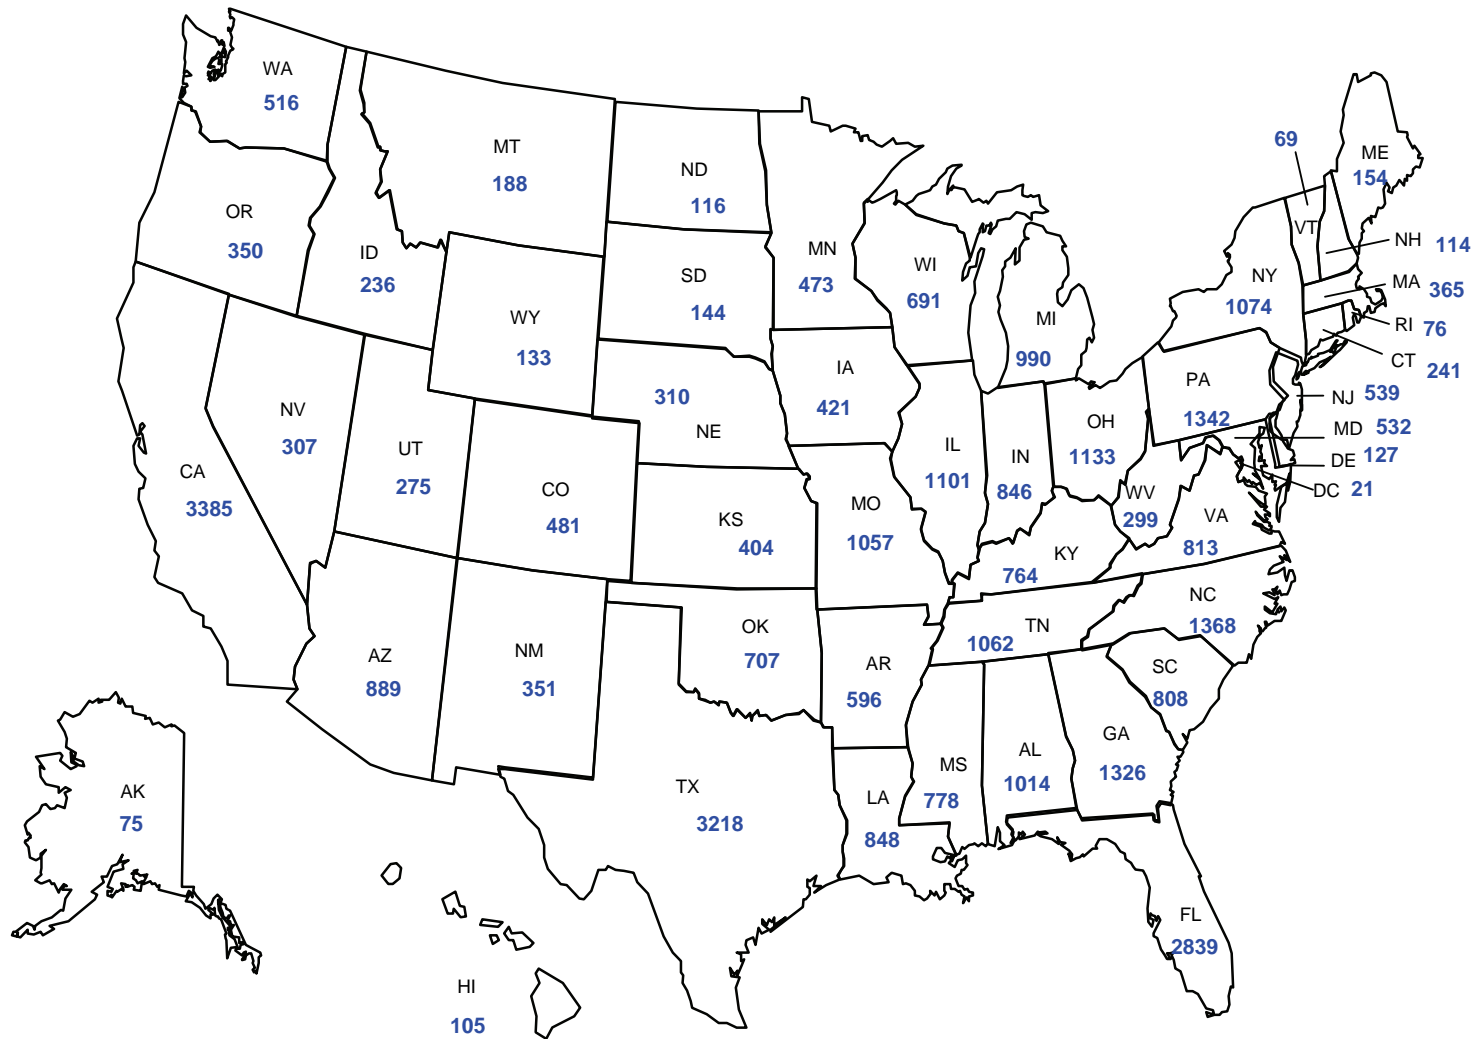 WA
516
MT
188
ND
116
MN
473
WI
691
MI
990
69
VT
ME
154
NH 114
MA 365
RI 76
CT 241
NY
1074
OR
350
ID
236
WY
133
SD
144
IA
421
310
NE
NV
307
UT
275
CA
3385
CO
481
KS
404
MO
1057
IL
1101
IN
846
OH
1133
PA
1342
NJ 539
MD 532
DE 127
DC 21
WV
299
VA
813
KY
764
NC
1368
TN
1062
AZ
889
NM
351
OK
707
AR
596
SC
808
TX
3218
LA
848
MS
778
AL
1014
GA
1326
FL
2839
AK
75
HI
105